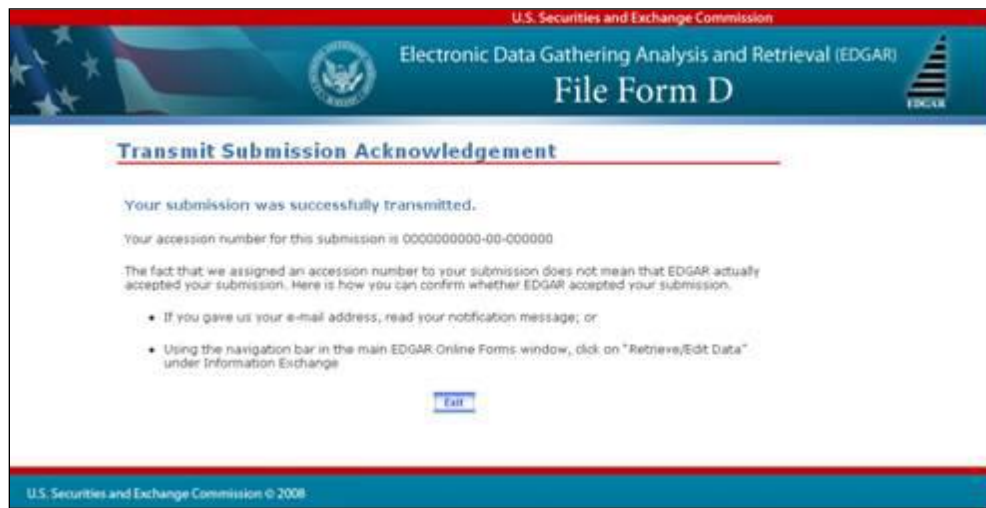 U.S. Securities and Exchange Commission
Electronic Data Gathering Analysis and Retrieval (EDGAR)
File Form D
EDGAR
Transmit Submission Acknowledgement
Your submission was successfully transmitted.
Your accession number for this submission is 0000000000-00-000000
The fact that we assigned an accession number to your submission does not mean that EDGAR actually
accepted your submission. Here is how you can confirm whether EDGAR accepted your submission.
• If you gave us your e-mail address, read your notification message; or
• Using the navigation bar in the main EDGAR Online Forms window, click on "Retrieve/Edit Data"
under Information Exchange
Exit
U.S. Securities and Exchange Commission © 2008